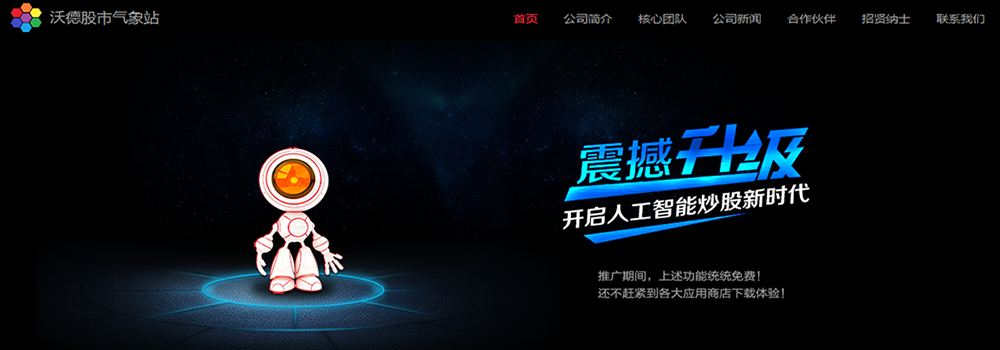 沃德股市气象站
首页 公司简介 核心团队 公司新闻 合作伙伴 招贤纳士 联系我们
震撼升级
开启人工智能炒股新时代
推广期间，上述功能统统免费！
还不赶紧到各大应用商店下载体验！